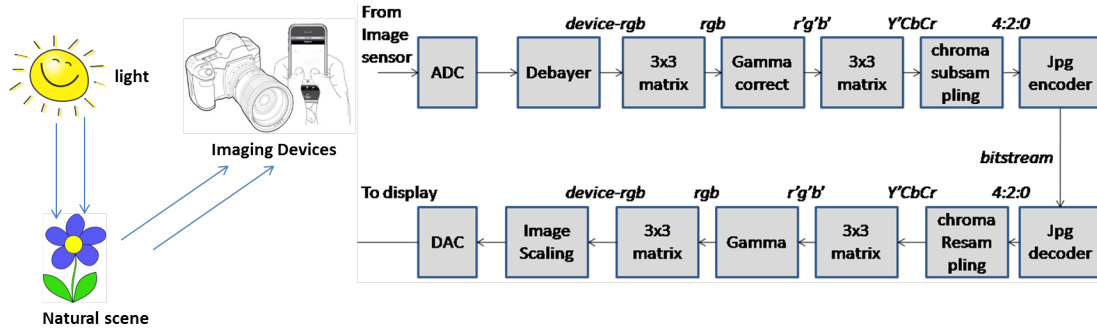 light
Imaging Devices
Natural scene
From
Image
sensor
device-rgb
rgb
r'g'b'
Y'CbCr
4:2:0
ADC
Debayer
3x3
matrix
Gamma
correct
3x3
matrix
chroma
subsam
pling
Jpg
encoder
bitstream
To display
device-rgb
rgb
r'g'b'
Y'CbCr
4:2:0
DAC
Image
Scaling
3x3
matrix
Gamma
3x3
matrix
chroma
Resam
pling
Jpg
decoder